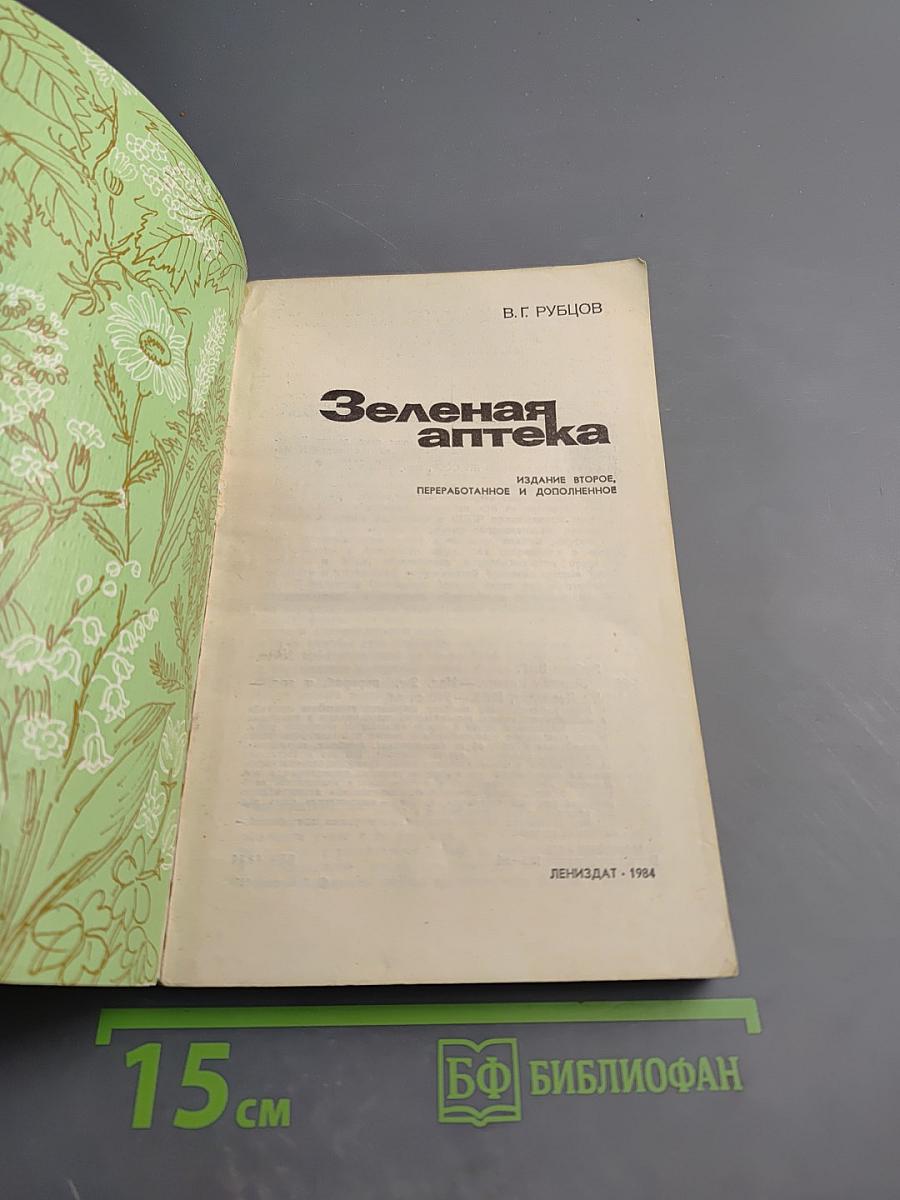 В. Г. РУБЦОВ
Зеленая
аптека
ИЗДАНИЕ ВТОРОЕ,
ПЕРЕРАБОТАННОЕ И ДОПОЛНЕННОЕ
ЛЕНИЗДАТ · 1984
15 СМ
БФ БИБЛИОФАН